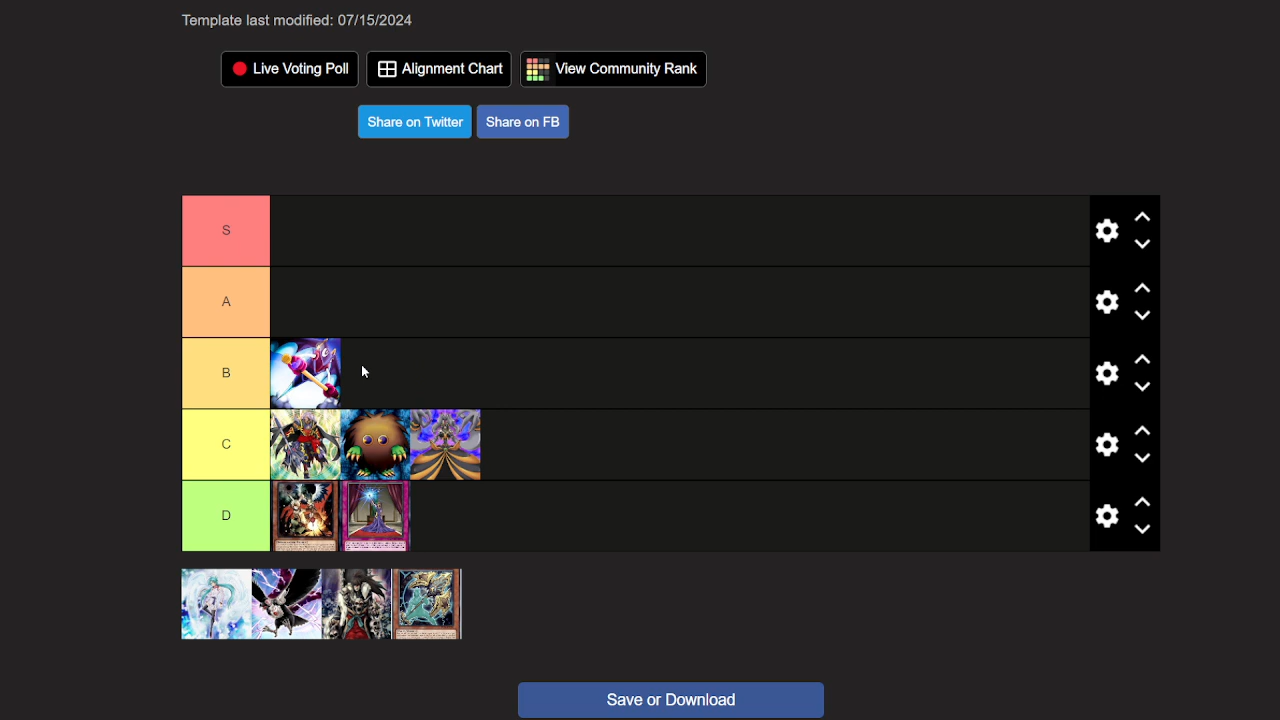 Template last modified: 07/15/2024
Live Voting Poll
Alignment Chart
View Community Rank
Share on Twitter
Share on FB
S
A
B
C
D
Save or Download